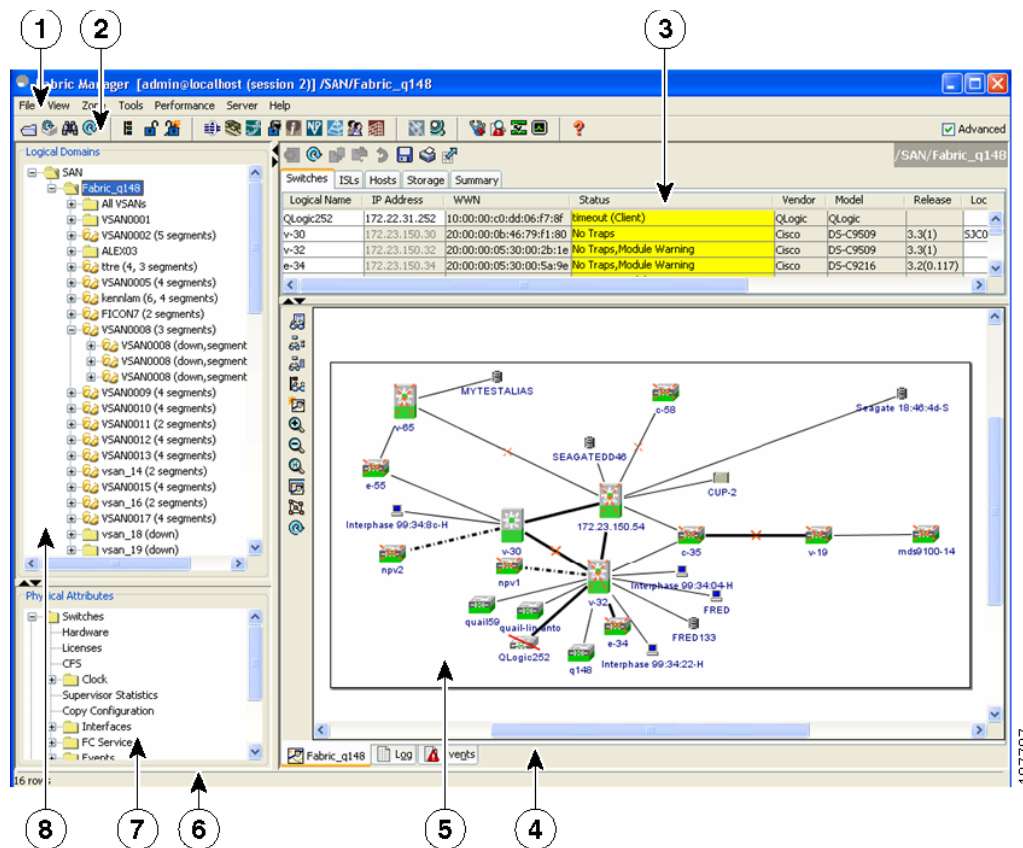 1
2
3
Fabric Manager [admin@localhost (session 2)] /SAN/Fabric_q148
File View Zone Tools Performance Server Help
Advanced
Logical Domains
SAN
Fabric_q148
All VSANs
VSAN0001
VSAN0002 (5 segments)
ALEX03
ttre (4, 3 segments)
VSAN0005 (4 segments)
kennlam (6, 4 segments)
FICON7 (2 segments)
VSAN0008 (3 segments)
VSAN0008 (down,segment
VSAN0008 (down,segment
VSAN0008 (down,segment
VSAN0009 (4 segments)
VSAN0010 (4 segments)
VSAN0011 (2 segments)
VSAN0012 (4 segments)
VSAN0013 (4 segments)
vsan_14 (2 segments)
VSAN0015 (4 segments)
vsan_16 (2 segments)
VSAN0017 (4 segments)
vsan_18 (down)
vsan_19 (down)
Physical Attributes
Switches
Hardware
Licenses
CFS
Clock
Supervisor Statistics
Copy Configuration
Interfaces
FC Service
Events
16 rows
/SAN/Fabric_q148
Switches ISLs Hosts Storage Summary
Logical Name IP Address WWN Status Vendor Model Release Loc
QLogic252 172.22.31.252 10:00:00:c0:dd:06:f7:8f timeout (Client) QLogic QLogic
v-30 172.23.150.30 20:00:00:0b:46:79:f1:80 No Traps Cisco DS-C9509 3.3(1) SJC0
v-32 172.23.150.32 20:00:00:05:30:00:2b:1e No Traps,Module Warning Cisco DS-C9509 3.3(1)
e-34 172.23.150.34 20:00:00:05:30:00:5a:9e No Traps,Module Warning Cisco DS-C9216 3.2(0.117)
MYTESTALIAS
v-65
c-58
Seagate 18:46:4d-S
SEAGATEDD46
e-55
CUP-2
Interphase 99:34:8c-H
172.23.150.54
v-30
c-35
v-19
mds9100-14
npv2
npv1
Interphase 99:34:04-H
v-32
FRED
quail59
quail-lin-anto
FRED133
e-34
QLogic252
Interphase 99:34:22-H
q148
Fabric_q148 Log Events
187797
8
7
6
5
4